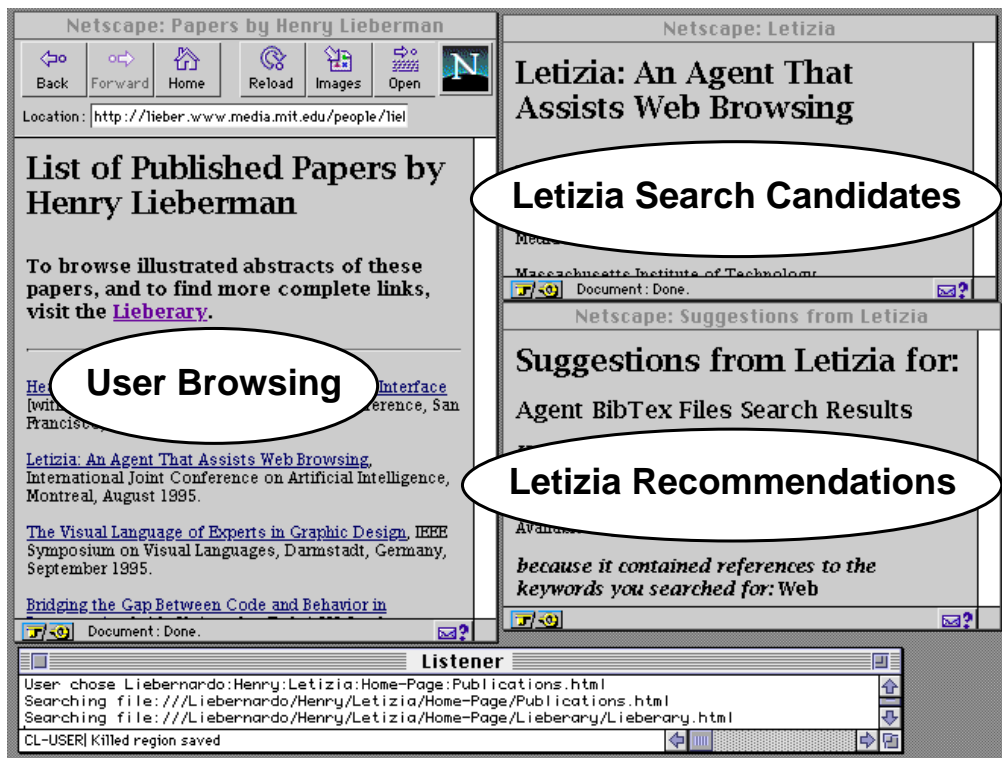 Netscape: Papers by Henry Lieberman
Back Forward Home Reload Images Open N
Location: http://lieber.www.media.mit.edu/people/liel
List of Published Papers by
Henry Lieberman
To browse illustrated abstracts of these
papers, and to find more complete links,
visit the Lieberary.
User Browsing
Interface
[with
San
Francisco,
Letizia: An Agent That Assists Web Browsing,
International Joint Conference on Artificial Intelligence,
Montreal, August 1995.
The Visual Language of Experts in Graphic Design, IEEE
Symposium on Visual Languages, Darmstadt, Germany,
September 1995.
Bridging the Gap Between Code and Behavior in
Document: Done.
Netscape: Letizia
Letizia: An Agent That
Assists Web Browsing
Letizia Search Candidates
Massachusetts Institute of Technology
Document: Done.
Netscape: Suggestions from Letizia
Suggestions from Letizia for:
Agent BibTex Files Search Results
Letizia Recommendations
because it contained references to the
keywords you searched for: Web
Listener
User chose Liebernardo:Henry:Letizia:Home-Page:Publications.html
Searching file:///Liebernardo/Henry/Letizia/Home-Page/Publications.html
Searching file:///Liebernardo/Henry/Letizia/Home-Page/Lieberary/Lieberary.html
CL-USER| Killed region saved